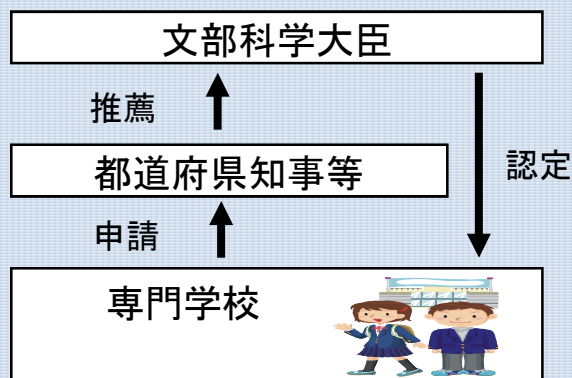 文部科学大臣
推薦
都道府県知事等
認定
申請
専門学校